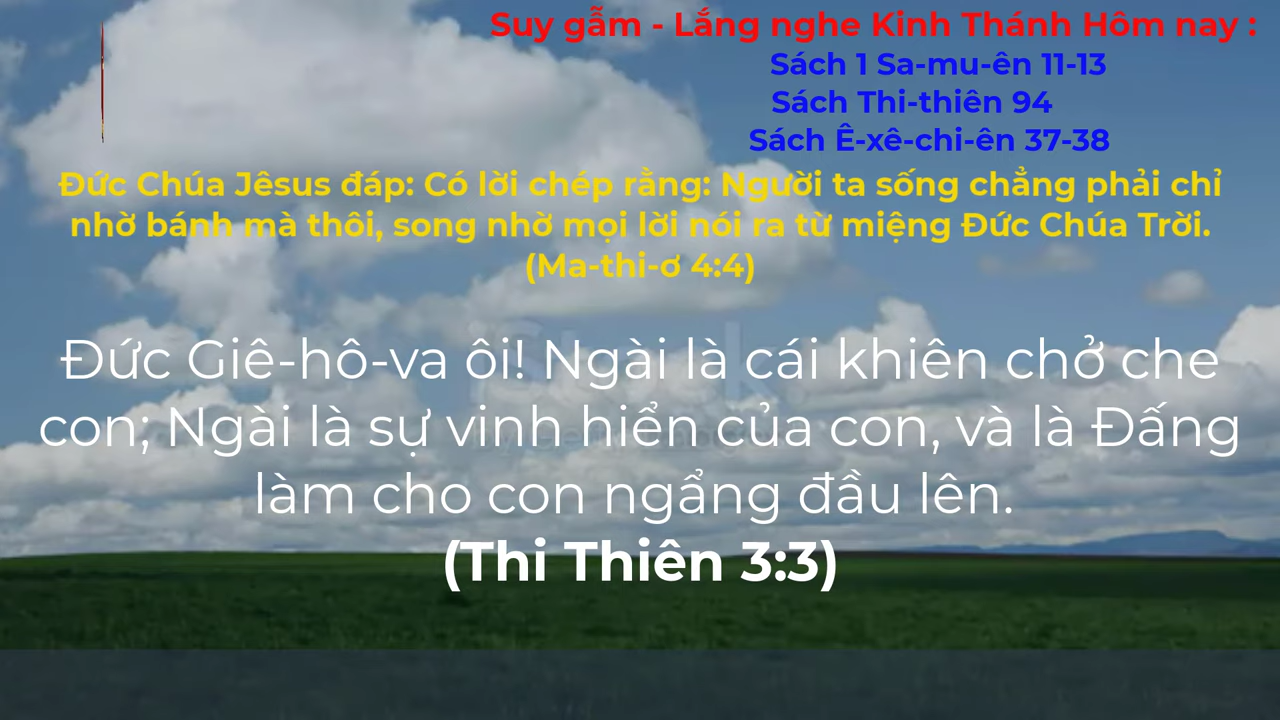 Suy gẫm - Lắng nghe Kinh Thánh Hôm nay :
Sách 1 Sa-mu-ên 11-13
Sách Thi-thiên 94
Sách Ê-xê-chi-ên 37-38
Đức Chúa Jêsus đáp: Có lời chép rằng: Người ta sống chẳng phải chỉ
nhờ bánh mà thôi, song nhờ mọi lời nói ra từ miệng Đức Chúa Trời.
(Ma-thi-ơ 4:4)
Đức Giê-hô-va ôi! Ngài là cái khiên chở che
con; Ngài là sự vinh hiển của con, và là Đấng
làm cho con ngẩng đầu lên.
(Thi Thiên 3:3)